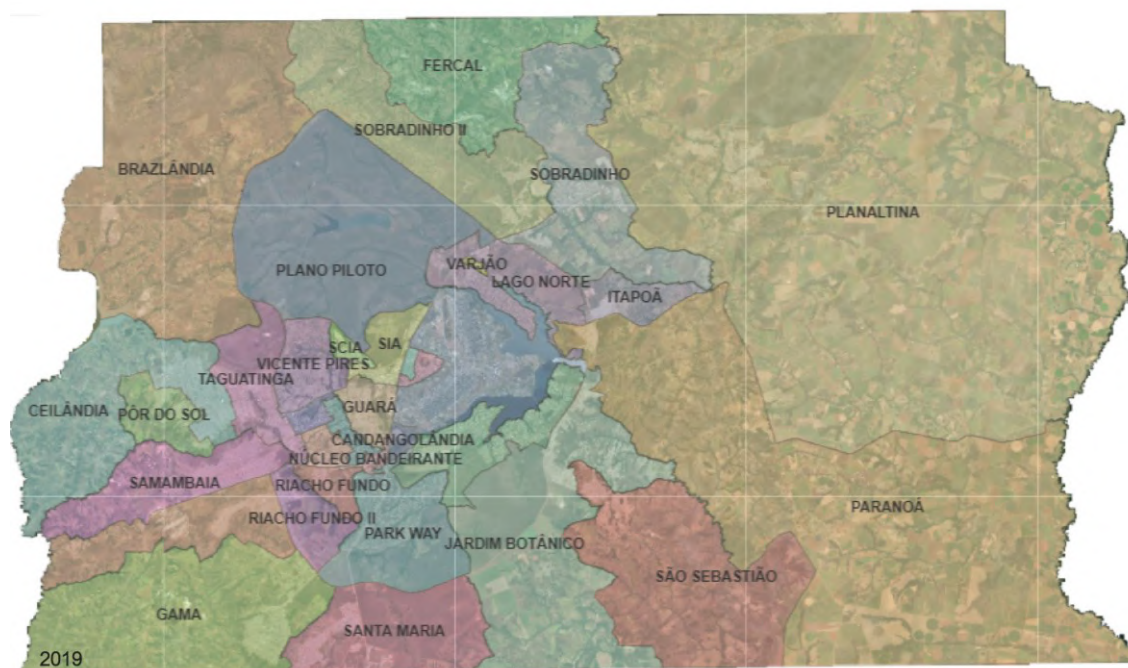 FERCAL
SOBRADINHO II
BRAZLÂNDIA
SOBRADINHO
PLANALTINA
PLANO PILOTO
VARJÃO
LAGO NORTE
ITAPOÃ
SCIA
SIA
VICENTE PIRES
TAGUATINGA
CEILÂNDIA
PÔR DO SOL
GUARÁ
CANDANGOLÂNDIA
NÚCLEO BANDEIRANTE
SAMAMBAIA
RIACHO FUNDO
RIACHO FUNDO II
PARK WAY
JARDIM BOTÂNICO
PARANOÁ
SÃO SEBASTIÃO
GAMA
SANTA MARIA
2019